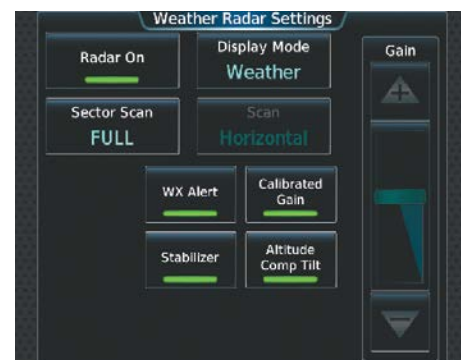 Weather Radar Settings
Radar On
Display Mode
Weather
Gain
Sector Scan
FULL
Scan
Horizontal
WX Alert
Calibrated
Gain
Stabilizer
Altitude
Comp Tilt